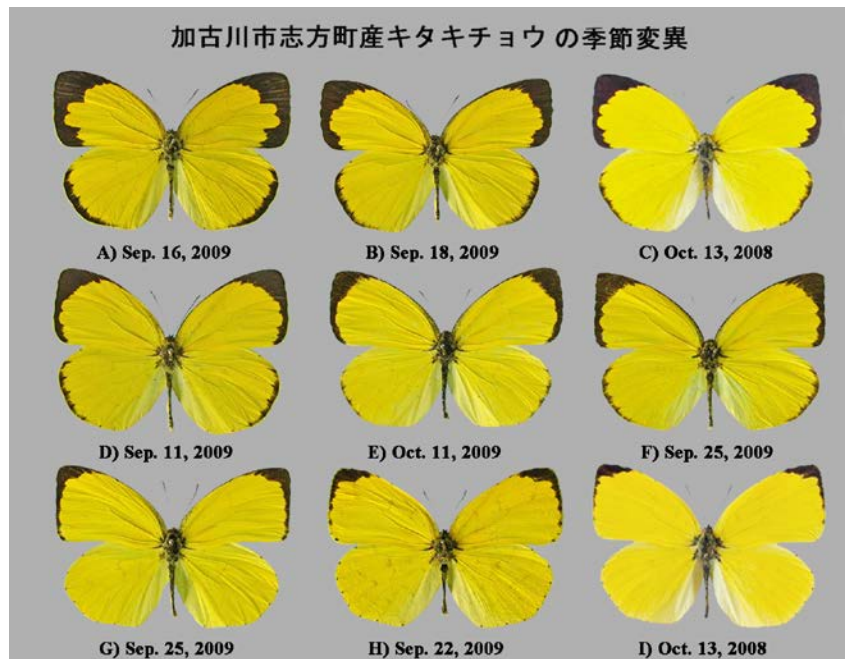 加古川市志方町産キタキチョウ の季節変異
A) Sep. 16, 2009
B) Sep. 18, 2009
C) Oct. 13, 2008
D) Sep. 11, 2009
E) Oct. 11, 2009
F) Sep. 25, 2009
G) Sep. 25, 2009
H) Sep. 22, 2009
I) Oct. 13, 2008